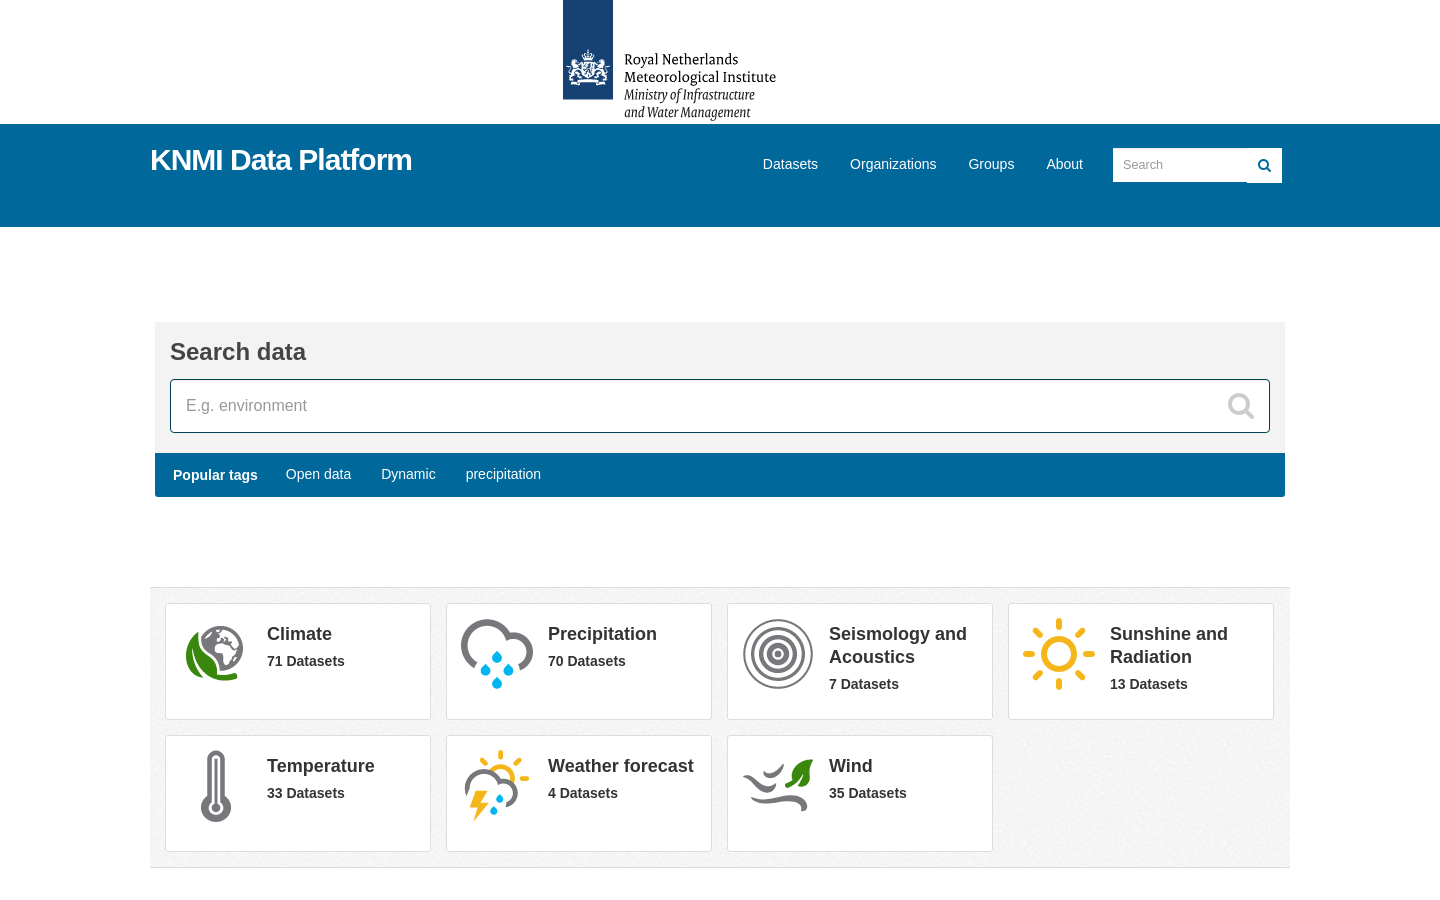 Royal Netherlands
Meteorological Institute
Ministry of Infrastructure
and Water Management
KNMI Data Platform
Datasets
Organizations
Groups
About
Search
Search data
E.g. environment
Popular tags
Open data
Dynamic
precipitation
Climate
71 Datasets
Precipitation
70 Datasets
Seismology and
Acoustics
7 Datasets
Sunshine and
Radiation
13 Datasets
Temperature
33 Datasets
Weather forecast
4 Datasets
Wind
35 Datasets